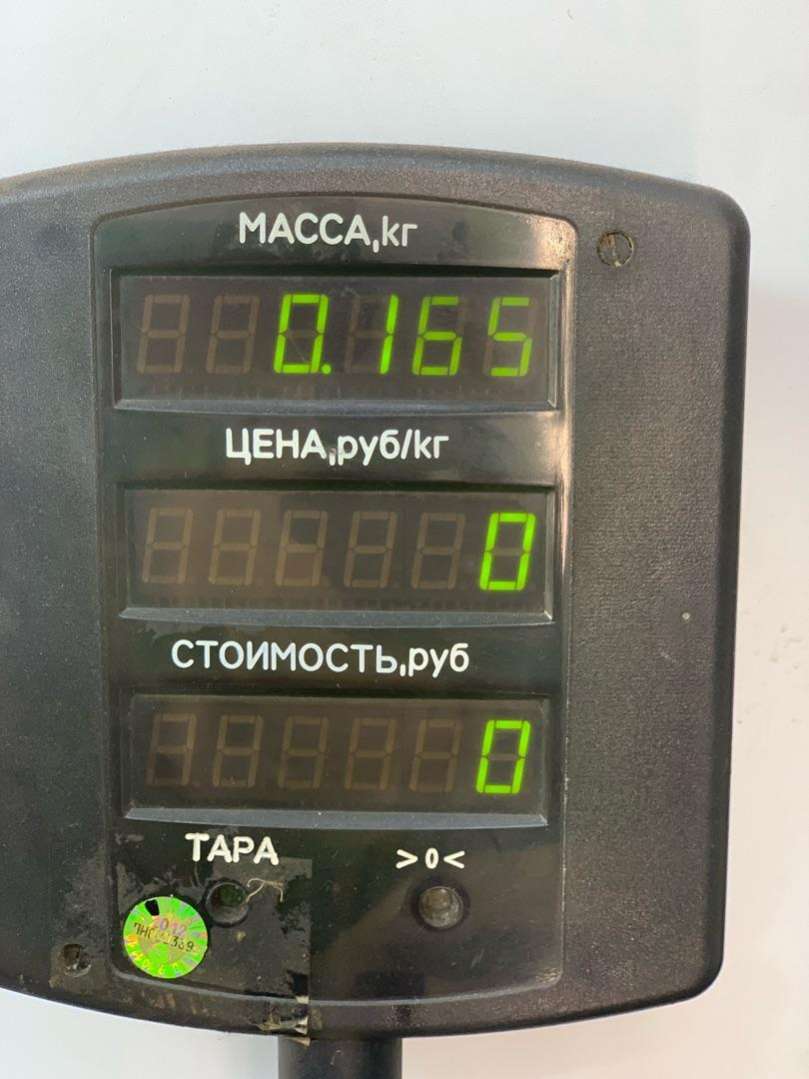 МАССА,кг
0.165
ЦЕНА,руб/кг
0
СТОИМОСТЬ,руб
0
ТАРА >0<